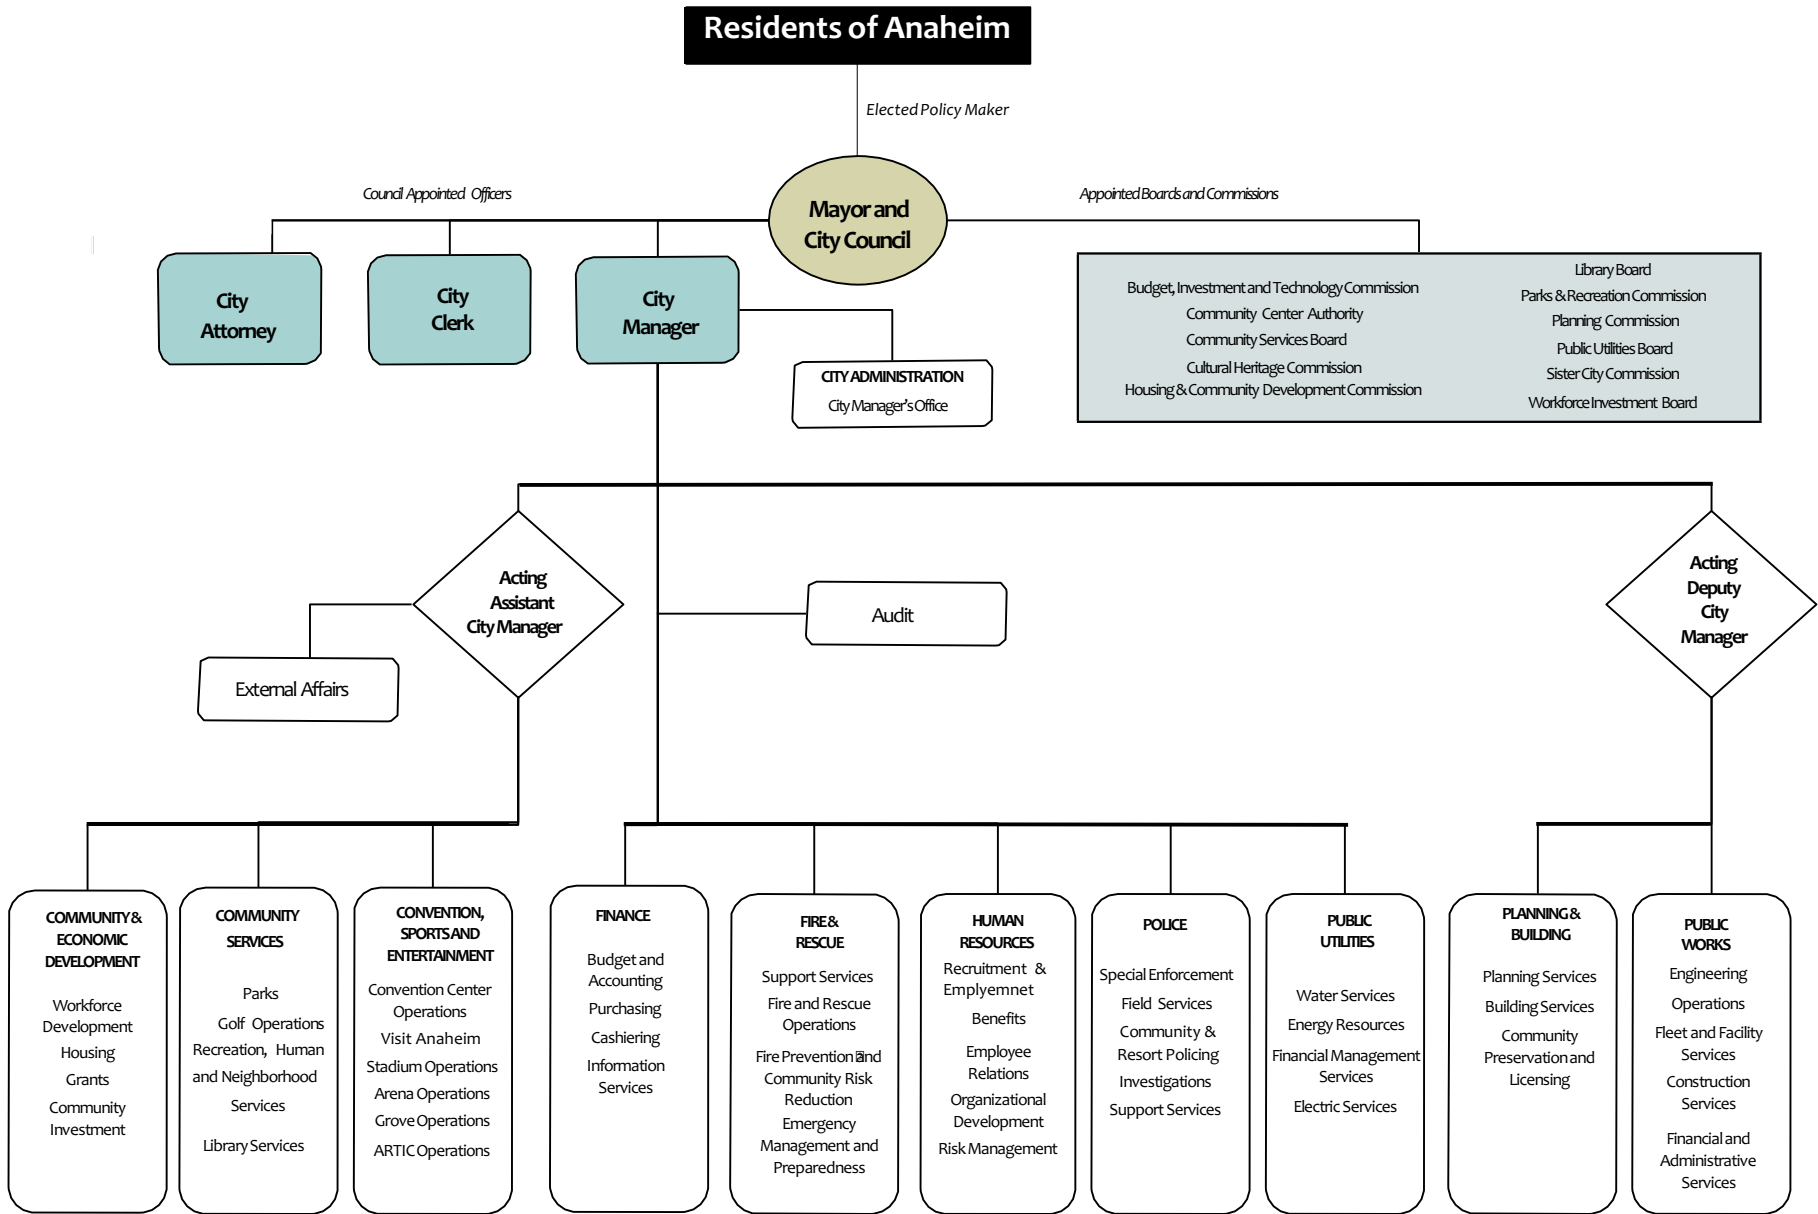 Residents of Anaheim
Elected Policy Maker
Council Appointed Officers
Appointed Boards and Commissions
Mayor and
City Council
City
Attorney
City
Clerk
City
Manager
CITY ADMINISTRATION
City Manager's Office
Budget, Investment and Technology Commission
Community Center Authority
Community Services Board
Cultural Heritage Commission
Housing & Community Development Commission
Library Board
Parks & Recreation Commission
Planning Commission
Public Utilities Board
Sister City Commission
Workforce Investment Board
Acting
Assistant
City Manager
External Affairs
Audit
Acting
Deputy
City
Manager
COMMUNITY &
ECONOMIC
DEVELOPMENT
Workforce
Development
Housing
Grants
Community
Investment
COMMUNITY
SERVICES
Parks
Golf Operations
Recreation, Human
and Neighborhood
Services
Library Services
CONVENTION,
SPORTS AND
ENTERTAINMENT
Convention Center
Operations
Visit Anaheim
Stadium Operations
Arena Operations
Grove Operations
ARTIC Operations
FINANCE
Budget and
Accounting
Purchasing
Cashiering
Information
Services
FIRE &
RESCUE
Support Services
Fire and Rescue
Operations
Fire Prevention and
Community Risk
Reduction
Emergency
Management and
Preparedness
HUMAN
RESOURCES
Recruitment &
Emplyemnet
Benefits
Employee
Relations
Organizational
Development
Risk Management
POLICE
Special Enforcement
Field Services
Community &
Resort Policing
Investigations
Support Services
PUBLIC
UTILITIES
Water Services
Energy Resources
Financial Management
Services
Electric Services
PLANNING &
BUILDING
Planning Services
Building Services
Community
Preservation and
Licensing
PUBLIC
WORKS
Engineering
Operations
Fleet and Facility
Services
Construction
Services
Financial and
Administrative
Services